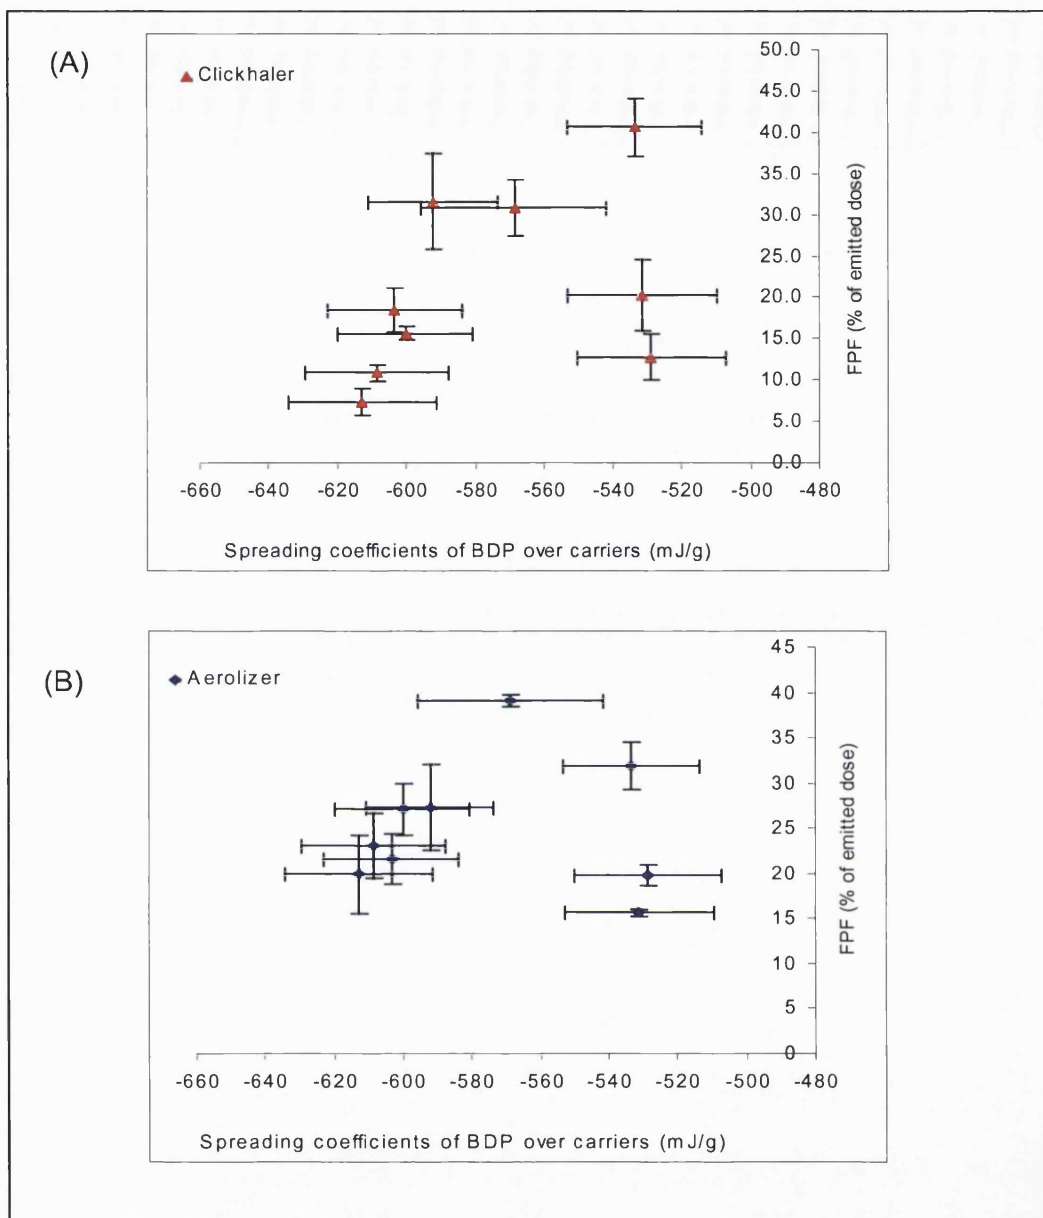 (A)
Clickhaler
50.0
45.0
40.0
35.0
30.0
25.0
20.0
15.0
10.0
5.0
0.0
FPF (% of emitted dose)
-660 -640 -620 -600 -580 -560 -540 -520 -500 -480
Spreading coefficients of BDP over carriers (mJ/g)
(B)
Aerolizer
45
40
35
30
25
20
15
10
5
0
FPF (% of emitted dose)
-660 -640 -620 -600 -580 -560 -540 -520 -500 -480
Spreading coefficients of BDP over carriers (mJ/g)